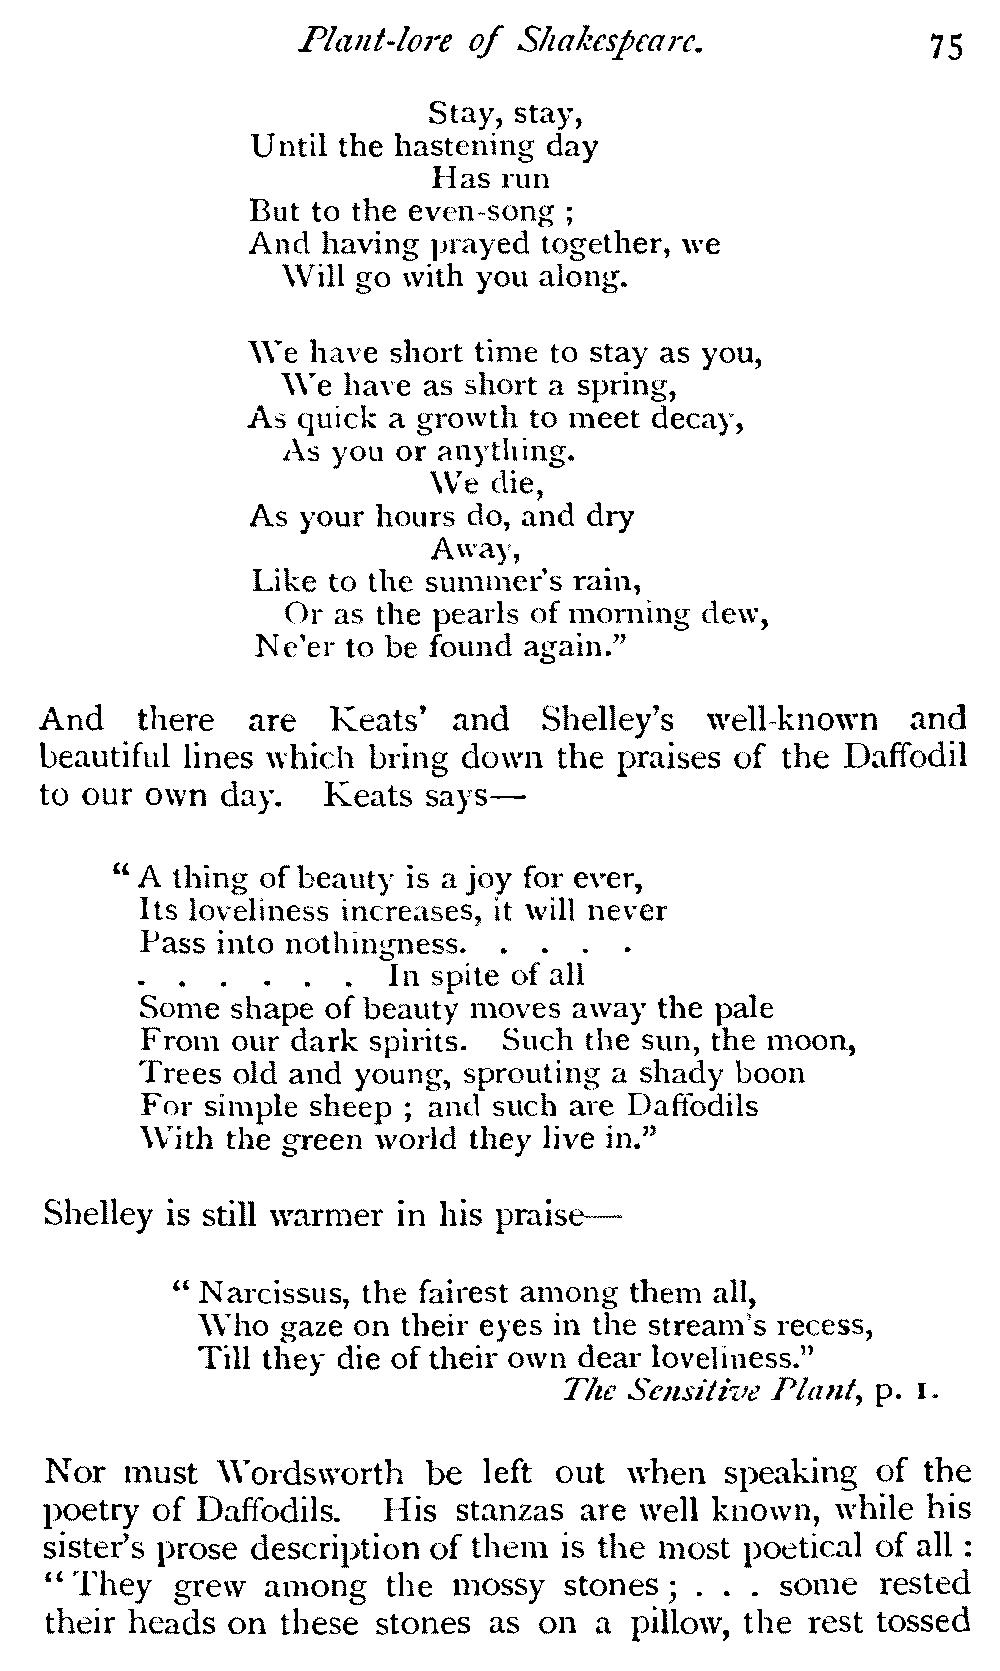 Plant-lore of Shakespeare. 75
Stay, stay,
Until the hastening day
Has run
But to the even-song ;
And having prayed together, we
Will go with you along.
We have short time to stay as you,
We have as short a spring,
As quick a growth to meet decay,
As you or anything.
We die,
As your hours do, and dry
Away,
Like to the summer's rain,
Or as the pearls of morning dew,
Ne'er to be found again."
And there are Keats' and Shelley's well-known and
beautiful lines which bring down the praises of the Daffodil
to our own day. Keats says—
" A thing of beauty is a joy for ever,
Its loveliness increases, it will never
Pass into nothingness. . . . .
. . . . . . In spite of all
Some shape of beauty moves away the pale
From our dark spirits. Such the sun, the moon,
Trees old and young, sprouting a shady boon
For simple sheep ; and such are Daffodils
With the green world they live in."
Shelley is still warmer in his praise—
" Narcissus, the fairest among them all,
Who gaze on their eyes in the stream's recess,
Till they die of their own dear loveliness."
The Sensitive Plant, p. 1.
Nor must Wordsworth be left out when speaking of the
poetry of Daffodils. His stanzas are well known, while his
sister's prose description of them is the most poetical of all :
" They grew among the mossy stones ; . . . some rested
their heads on these stones as on a pillow, the rest tossed